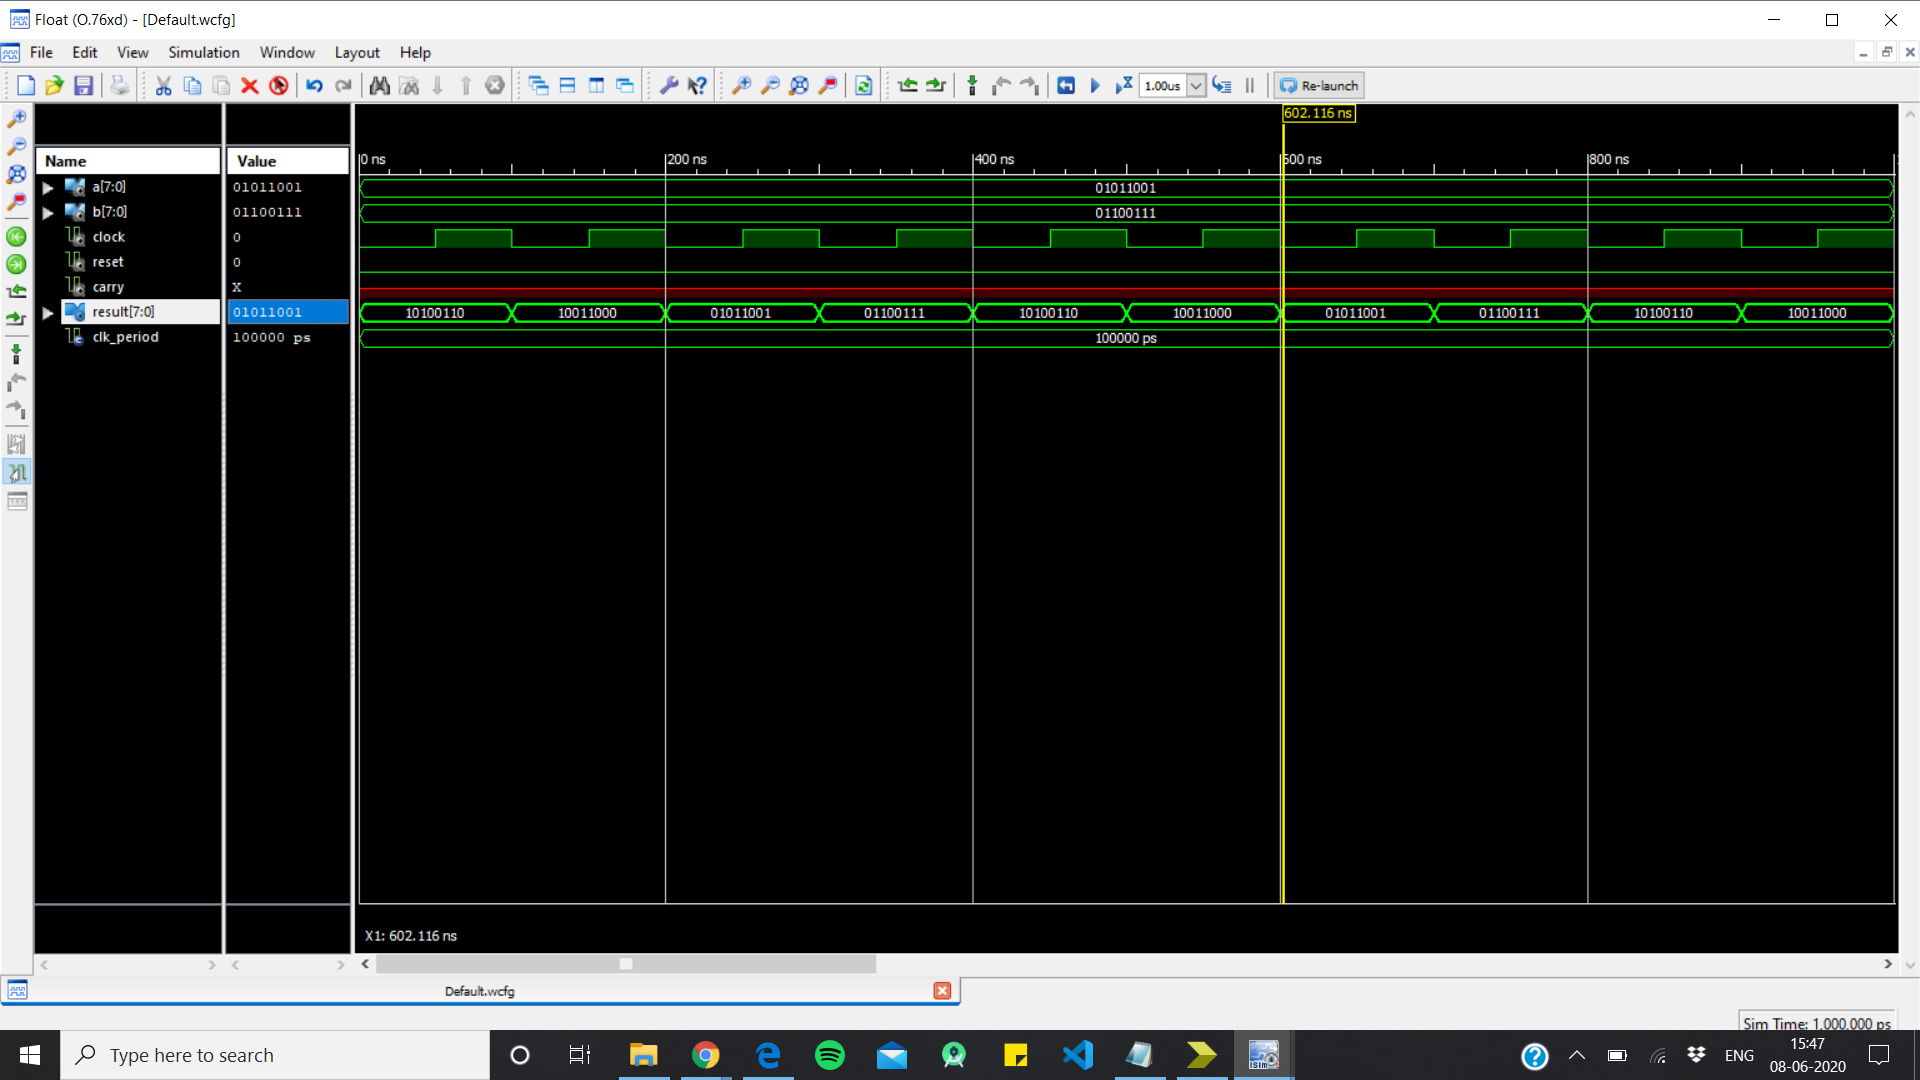 Float (O.76xd) - [Default.wcfg]
File Edit View Simulation Window Layout Help
1.00us Re-launch
602.116 ns
Name Value
0 ns 200 ns 400 ns 600 ns 800 ns
a[7:0] 01011001 01011001
b[7:0] 01100111 01100111
clock 0
reset 0
carry X
result[7:0] 01011001 10100110 10011000 01011001 01100111 10100110 10011000 01011001 01100111 10100110 10011000
clk_period 100000 ps 100000 ps
X1: 602.116 ns
Default.wcfg
Sim Time: 1,000,000 ps
Type here to search
ISim
ENG
15:47
08-06-2020